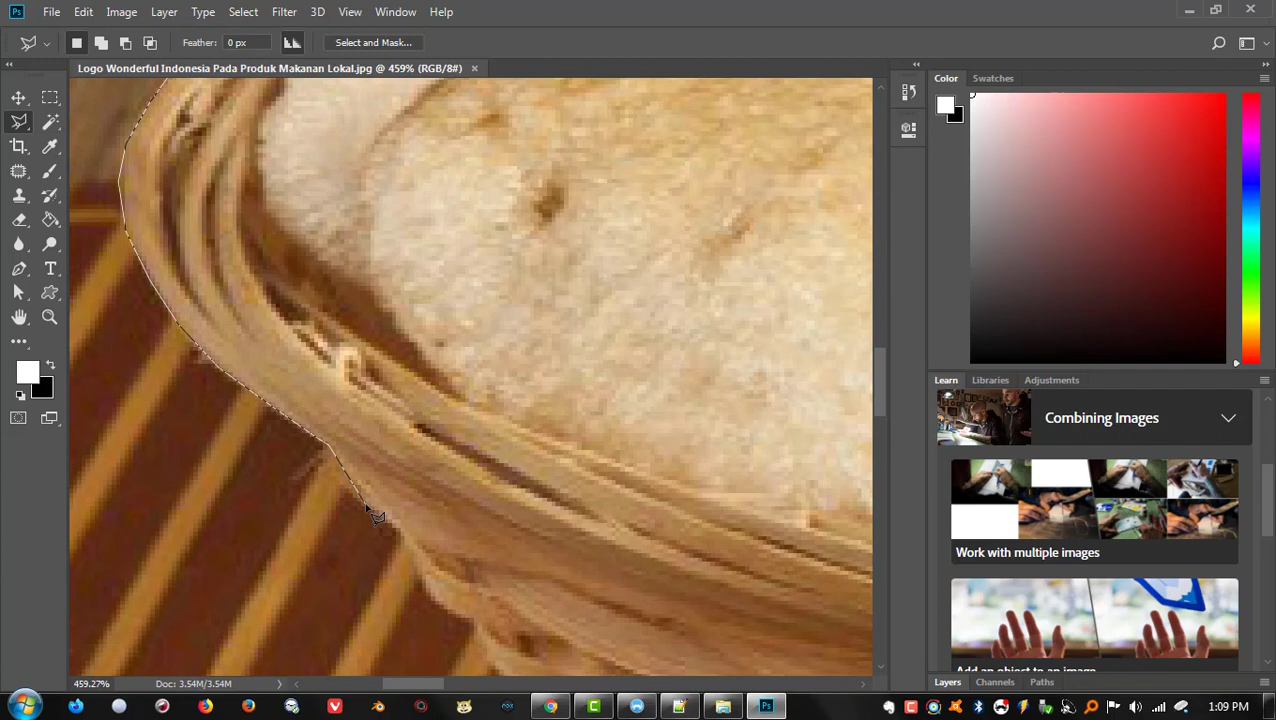 Ps File Edit Image Layer Type Select Filter 3D View Window Help
Feather: 0 px Select and Mask...
Logo Wonderful Indonesia Pada Produk Makanan Lokal.jpg @ 459% (RGB/8#) ×
Color Swatches
Learn Libraries Adjustments
Combining Images
Work with multiple images
Add an object to an image
459.27% Doc: 3.54M/3.54M
Layers Channels Paths
Ps 1:09 PM